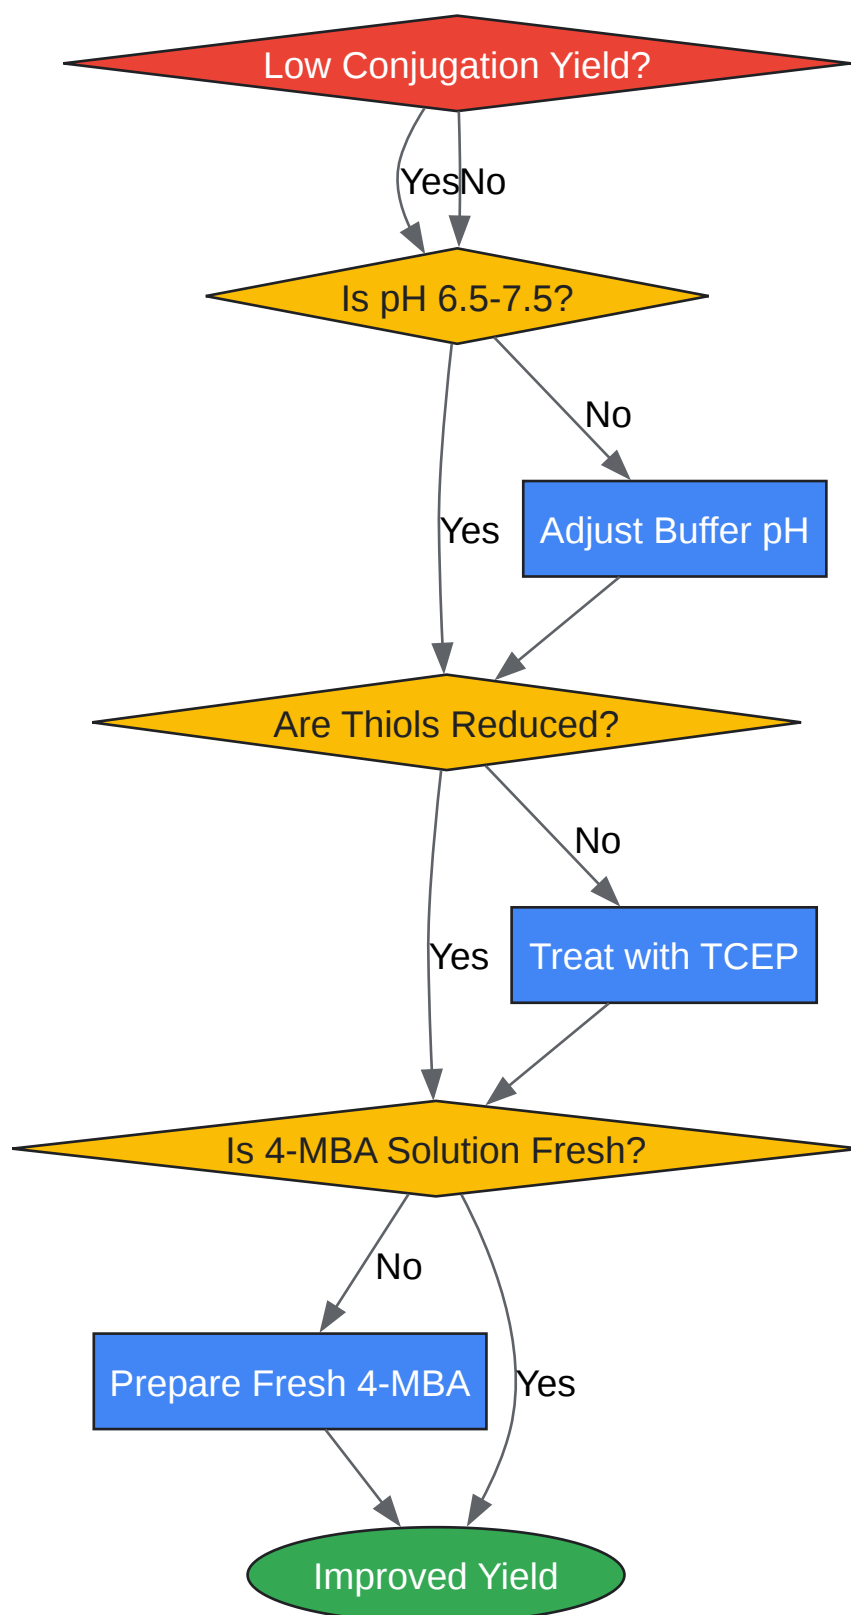 Low Conjugation Yield?
Yes
No
Is pH 6.5-7.5?
No
Yes
Adjust Buffer pH
Are Thiols Reduced?
No
Yes
Treat with TCEP
Is 4-MBA Solution Fresh?
No
Prepare Fresh 4-MBA
Yes
Improved Yield